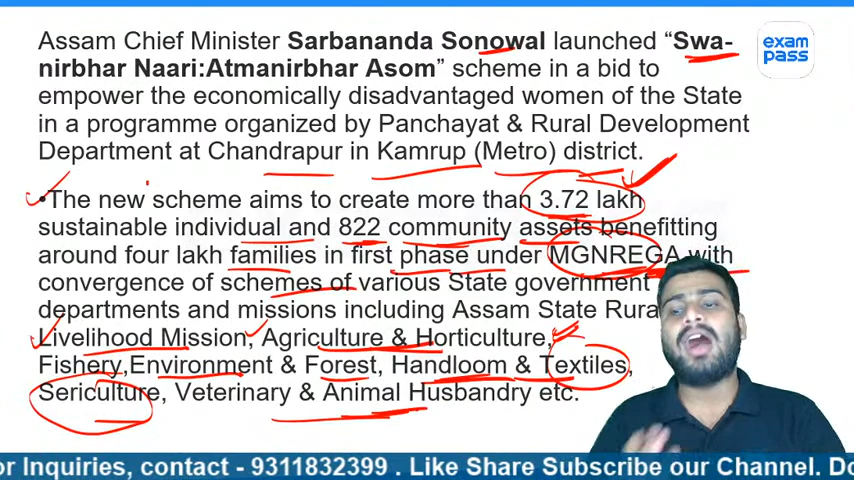 Assam Chief Minister Sarbananda Sonowal launched “Swa-
exam
pass
nirbhar Naari:Atmanirbhar Asom” scheme in a bid to
empower the economically disadvantaged women of the State
in a programme organized by Panchayat & Rural Development
Department at Chandrapur in Kamrup (Metro) district.
•The new scheme aims to create more than 3.72 lakh
sustainable individual and 822 community assets benefitting
around four lakh families in first phase under MGNREGA with
convergence of schemes of various State government
departments and missions including Assam State Rura
Livelihood Mission, Agriculture & Horticulture,
Fishery,Environment & Forest, Handloom & Textiles,
Sericulture, Veterinary & Animal Husbandry etc.
or Inquiries, contact - 9311832399 . Like Share Subscribe our Channel. Do